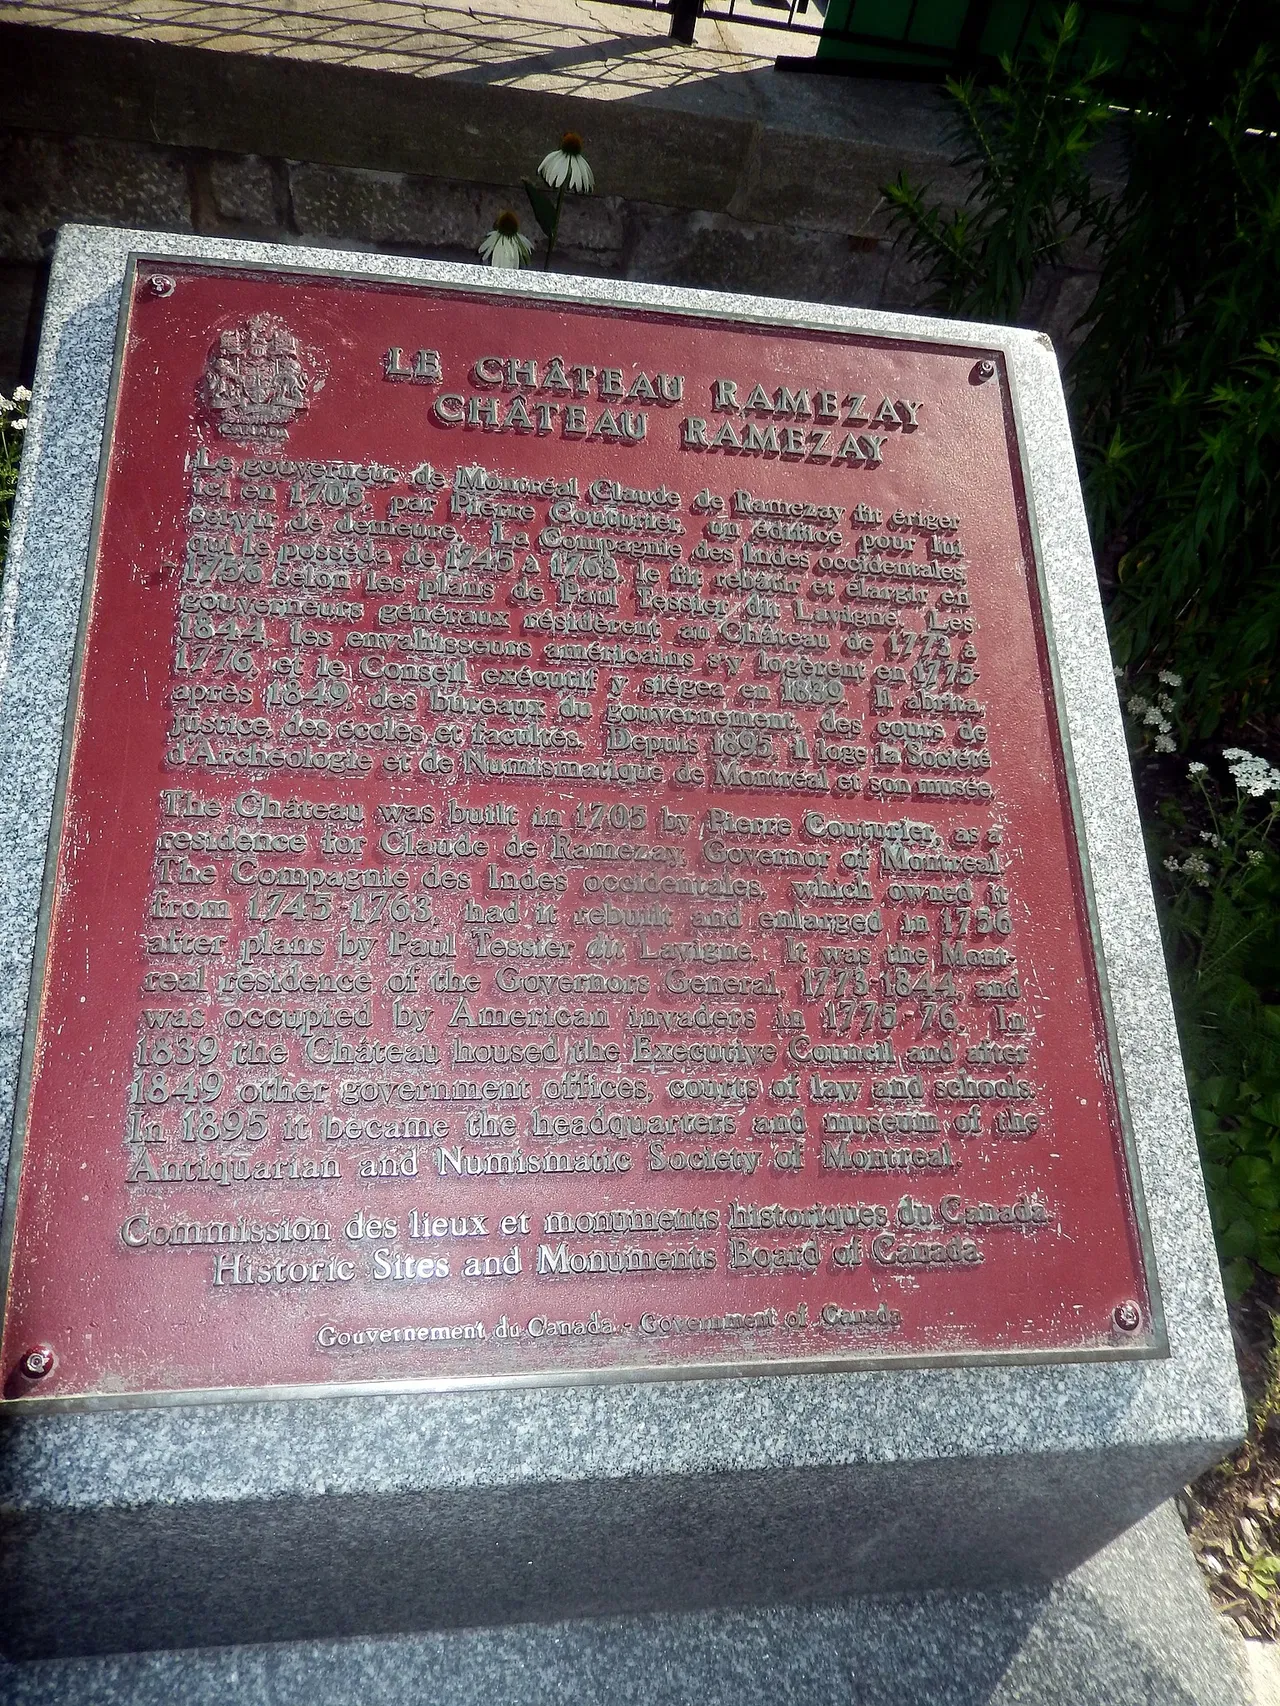 CANADA
LE CHÂTEAU RAMEZAY
CHÂTEAU RAMEZAY
Le gouverneur de Montréal Claude de Ramezay fit ériger
ici en 1705, par Pierre Couturier, un édifice pour lui
servir de demeure. La Compagnie des Indes occidentales,
qui le posséda de 1745 à 1763, le fit rebâtir et élargir en
1756 selon les plans de Paul Tessier dit Lavigne. Les
gouverneurs généraux résidèrent au Château de 1773 à
1844, les envahisseurs américains s'y logèrent en 1775-
1776, et le Conseil exécutif y siégea en 1839. Il abrita,
après 1849, des bureaux du gouvernement, des cours de
justice, des écoles et facultés. Depuis 1895, il loge la Société
d'Archéologie et de Numismatique de Montréal et son musée.
The Château was built in 1705 by Pierre Couturier, as a
residence for Claude de Ramezay, Governor of Montreal.
The Compagnie des Indes occidentales, which owned it
from 1745-1763, had it rebuilt and enlarged in 1756
after plans by Paul Tessier dit Lavigne. It was the Mont-
real residence of the Governors General, 1773-1844, and
was occupied by American invaders in 1775-76. In
1839 the Château housed the Executive Council and after
1849 other government offices, courts of law and schools.
In 1895 it became the headquarters and museum of the
Antiquarian and Numismatic Society of Montreal.
Commission des lieux et monuments historiques du Canada
Historic Sites and Monuments Board of Canada.
Gouvernement du Canada - Government of Canada